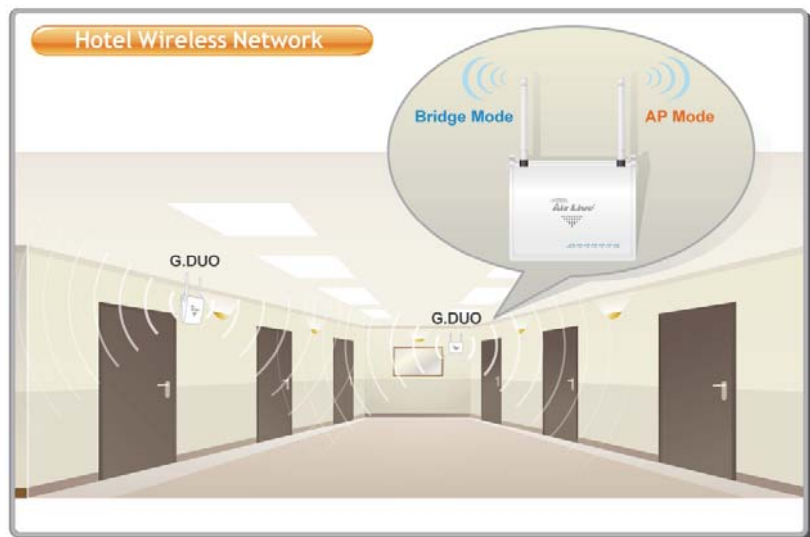 Hotel Wireless Network
Bridge Mode
AP Mode
Air Live
G.DUO
G.DUO